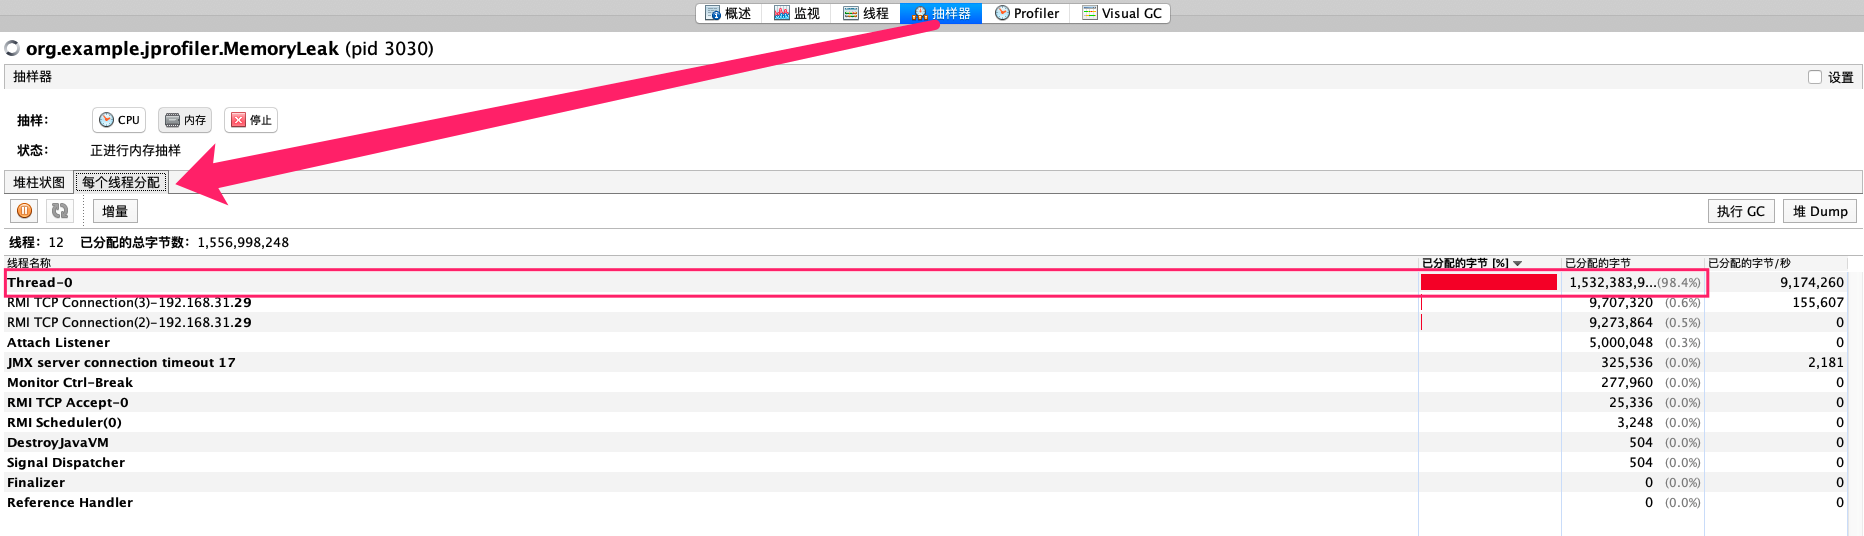 概述 监视 线程 抽样器 Profiler Visual GC
org.example.jprofiler.MemoryLeak (pid 3030)
抽样器 设置
抽样： CPU 内存 停止
状态： 正进行内存抽样
堆柱状图 每个线程分配
增量 执行 GC 堆 Dump
线程：12 已分配的总字节数：1,556,998,248
线程名称 已分配的字节 [%] 已分配的字节 已分配的字节/秒
Thread-0 1,532,383,9...(98.4%) 9,174,260
RMI TCP Connection(3)-192.168.31.29 9,707,320 (0.6%) 155,607
RMI TCP Connection(2)-192.168.31.29 9,273,864 (0.5%) 0
Attach Listener 5,000,048 (0.3%) 0
JMX server connection timeout 17 325,536 (0.0%) 2,181
Monitor Ctrl-Break 277,960 (0.0%) 0
RMI TCP Accept-0 25,336 (0.0%) 0
RMI Scheduler(0) 3,248 (0.0%) 0
DestroyJavaVM 504 (0.0%) 0
Signal Dispatcher 504 (0.0%) 0
Finalizer 0 (0.0%) 0
Reference Handler 0 (0.0%) 0